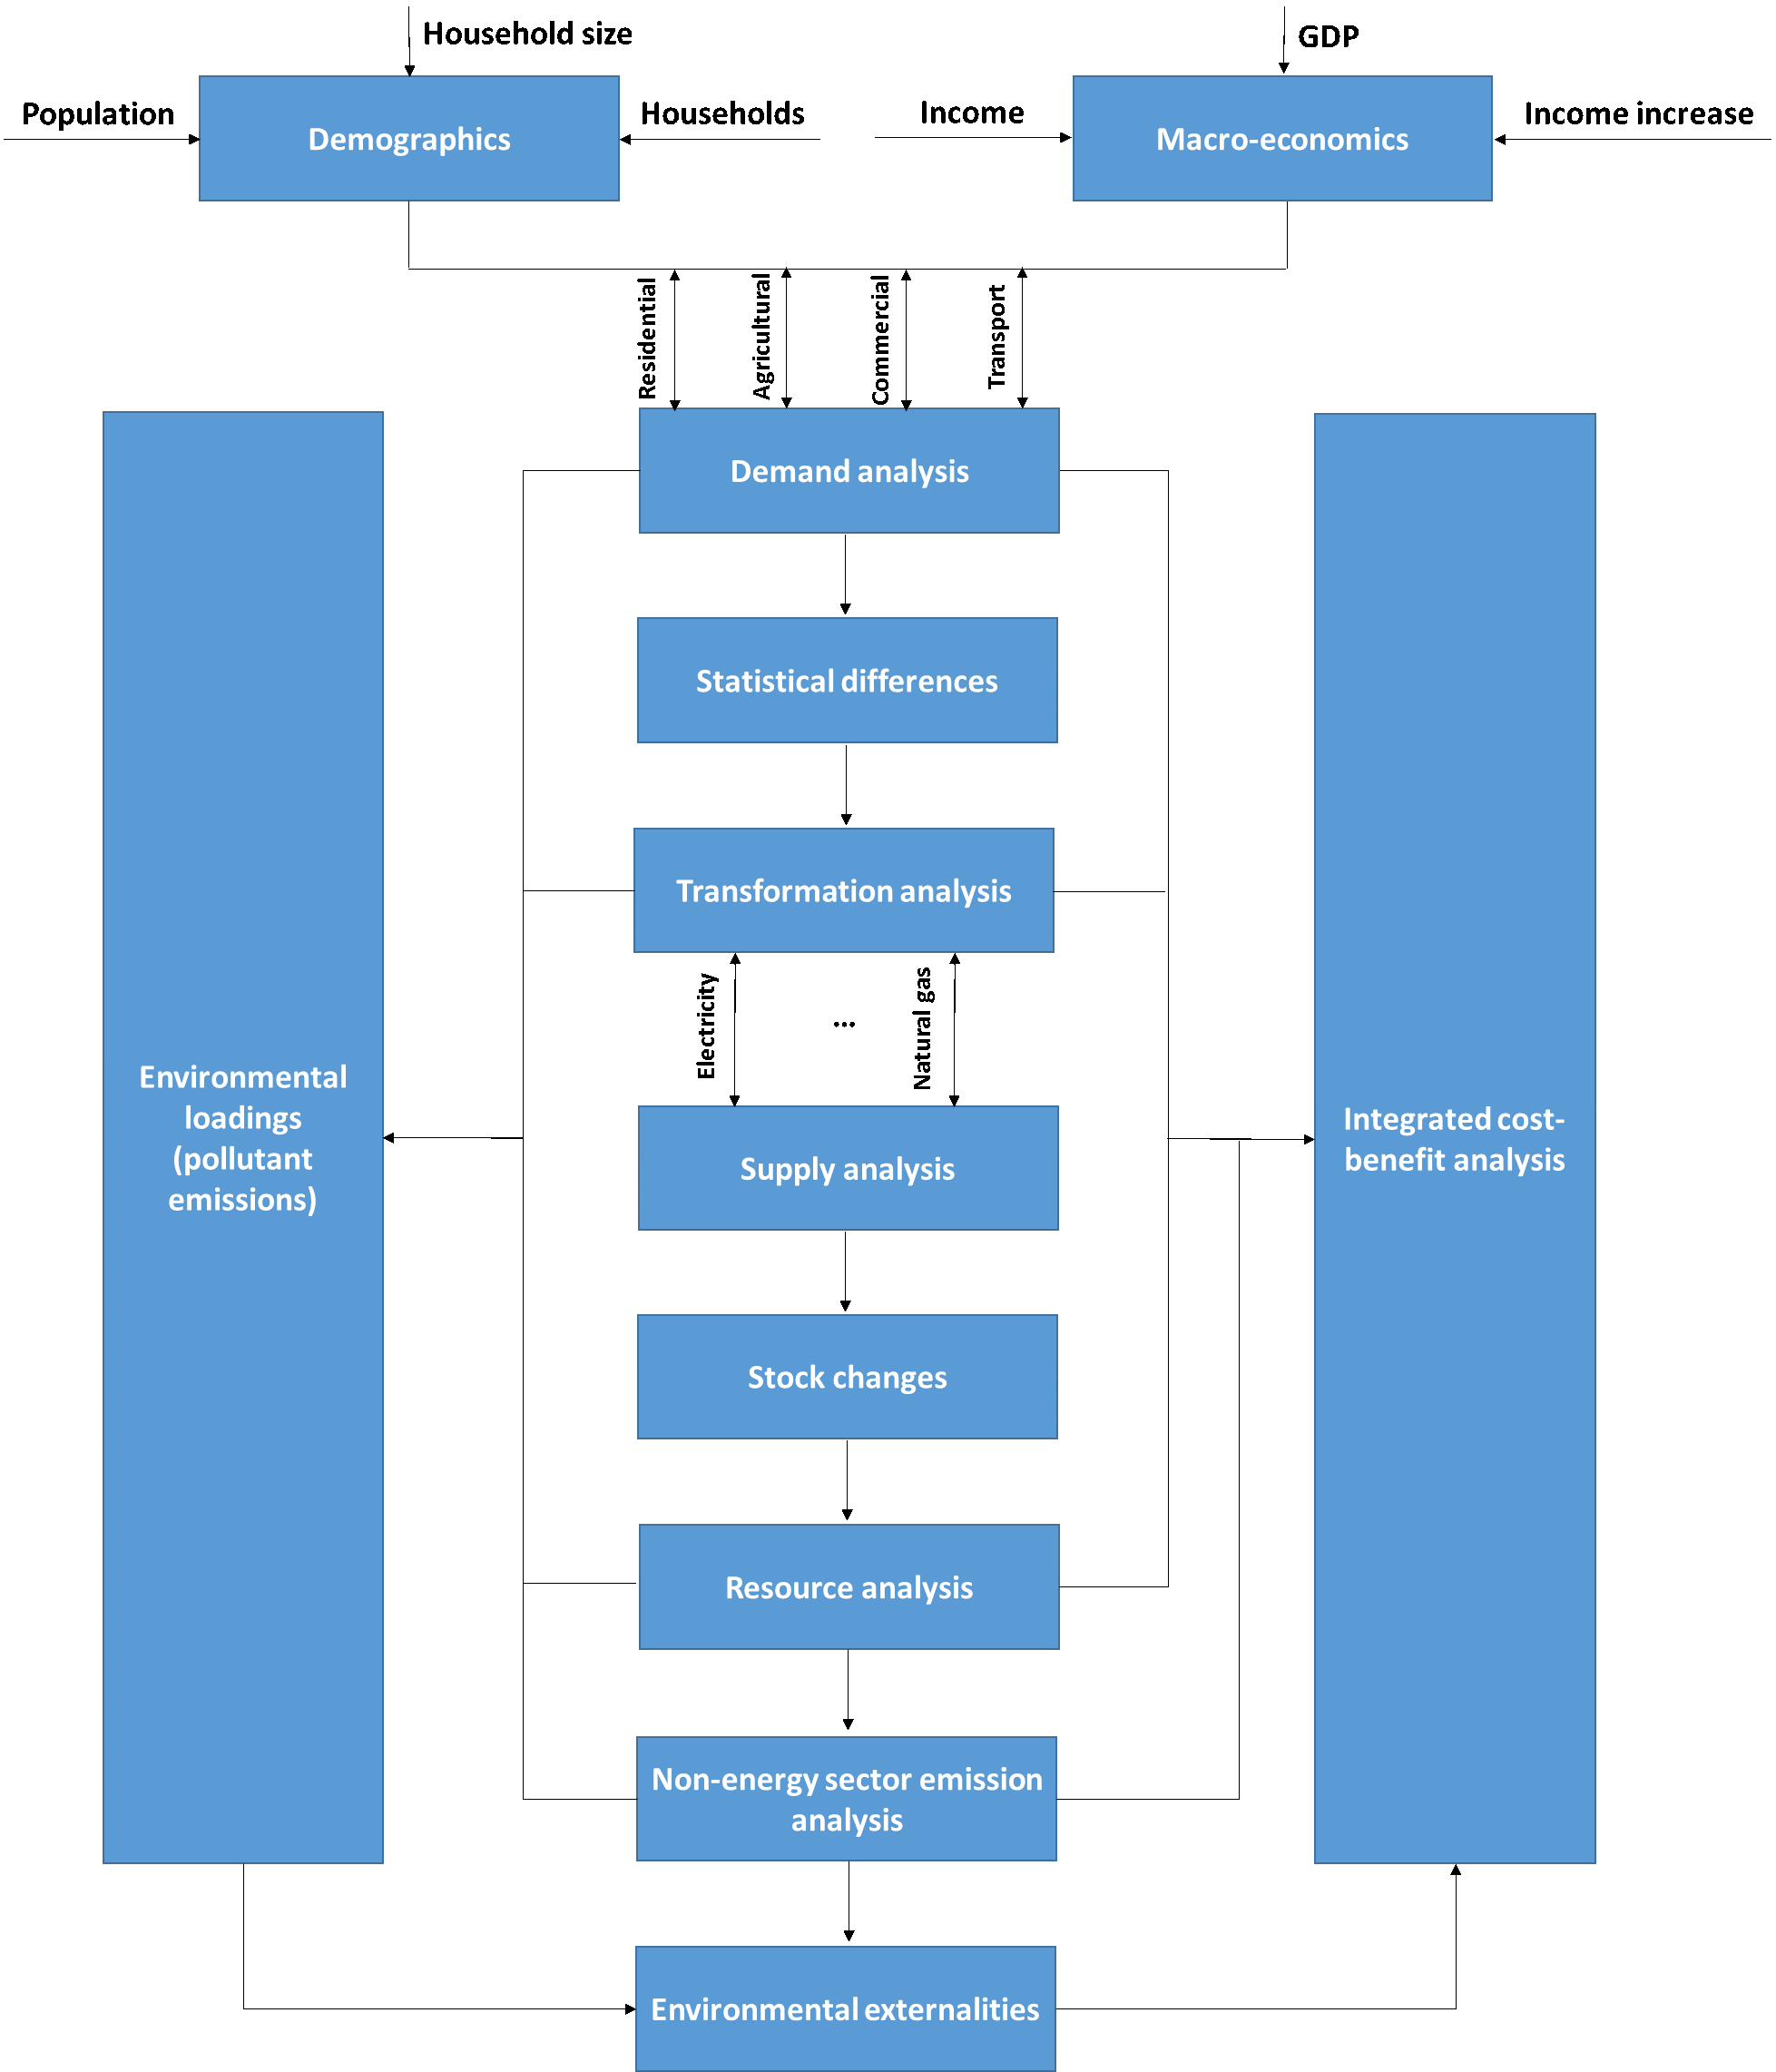 Household size
GDP
Population
Households
Income
Income increase
Demographics
Macro-economics
Residential
Agricultural
Commercial
Transport
Demand analysis
Statistical differences
Transformation analysis
Electricity
...
Natural gas
Environmental
loadings
(pollutant
emissions)
Integrated cost-
benefit analysis
Supply analysis
Stock changes
Resource analysis
Non-energy sector emission
analysis
Environmental externalities